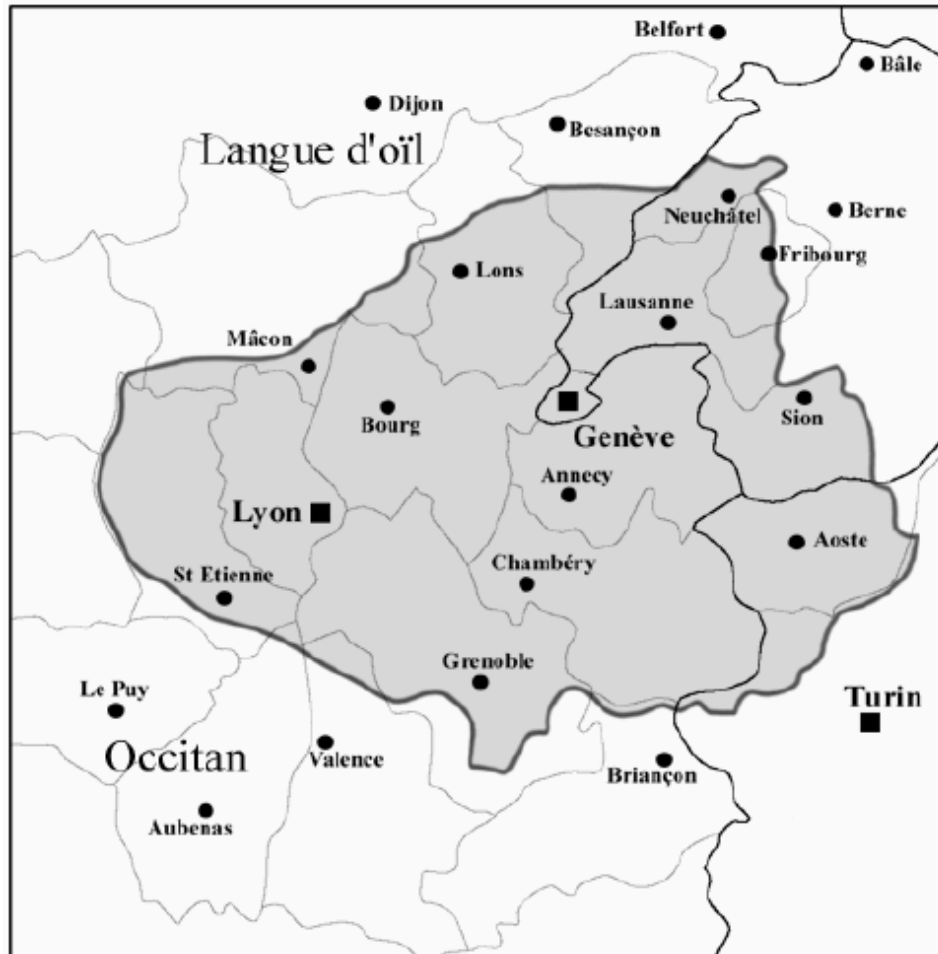 Belfort
Bâle
Dijon
Besançon
Langue d'oïl
Neuchâtel
Berne
Fribourg
Lons
Lausanne
Mâcon
Bourg
Sion
Genève
Annecy
Lyon
Aoste
Chambéry
St Etienne
Grenoble
Le Puy
Turin
Occitan
Valence
Briançon
Aubenas